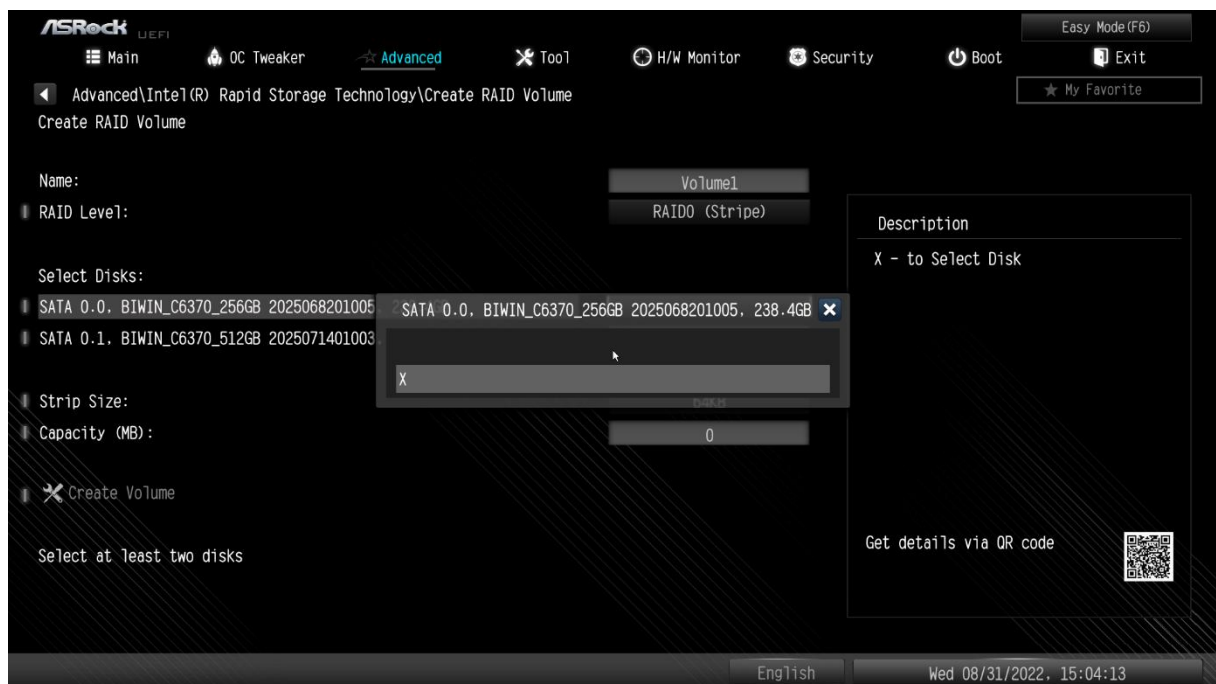 ASRock UEFI
Easy Mode(F6)
Main OC Tweaker Advanced Tool H/W Monitor Security Boot Exit
Advanced\Intel(R) Rapid Storage Technology\Create RAID Volume
My Favorite
Create RAID Volume
Name: Volume1
RAID Level: RAID0 (Stripe)
Description
X - to Select Disk
Select Disks:
SATA 0.0, BIWIN_C6370_256GB 2025068201005,
SATA 0.0, BIWIN_C6370_256GB 2025068201005, 238.4GB
SATA 0.1, BIWIN_C6370_512GB 2025071401003,
X
Strip Size: 64KB
Capacity (MB): 0
Create Volume
Select at least two disks
Get details via QR code
English
Wed 08/31/2022, 15:04:13